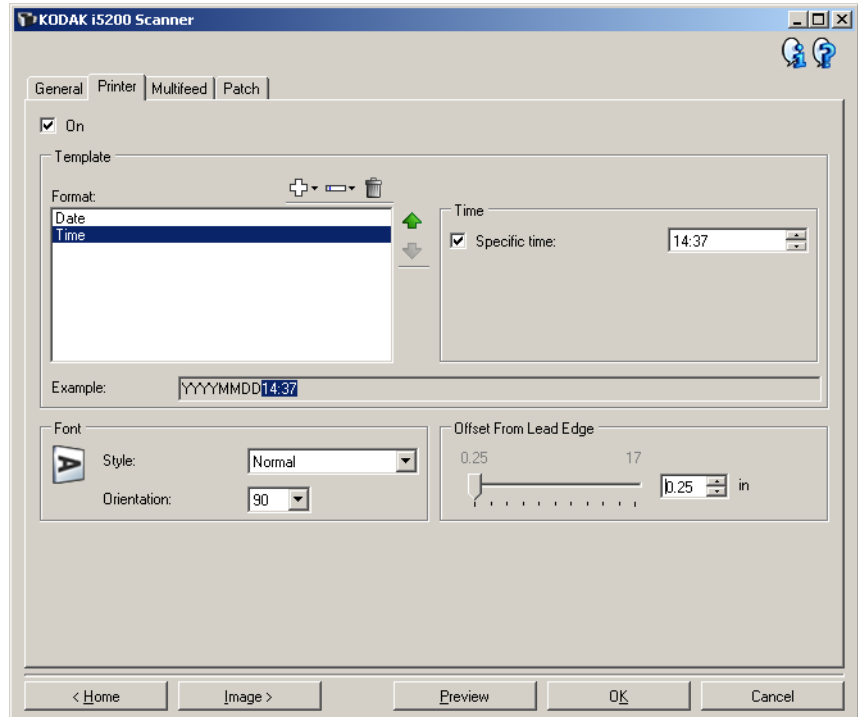 KODAK i5200 Scanner
General Printer Multifeed Patch
On
Template
Format:
Date
Time
Time
Specific time: 14:37
Example: YYYYMMDD14:37
Font
Style: Normal
Orientation: 90
Offset From Lead Edge
0.25 17
0.25 in
< Home Image > Preview OK Cancel